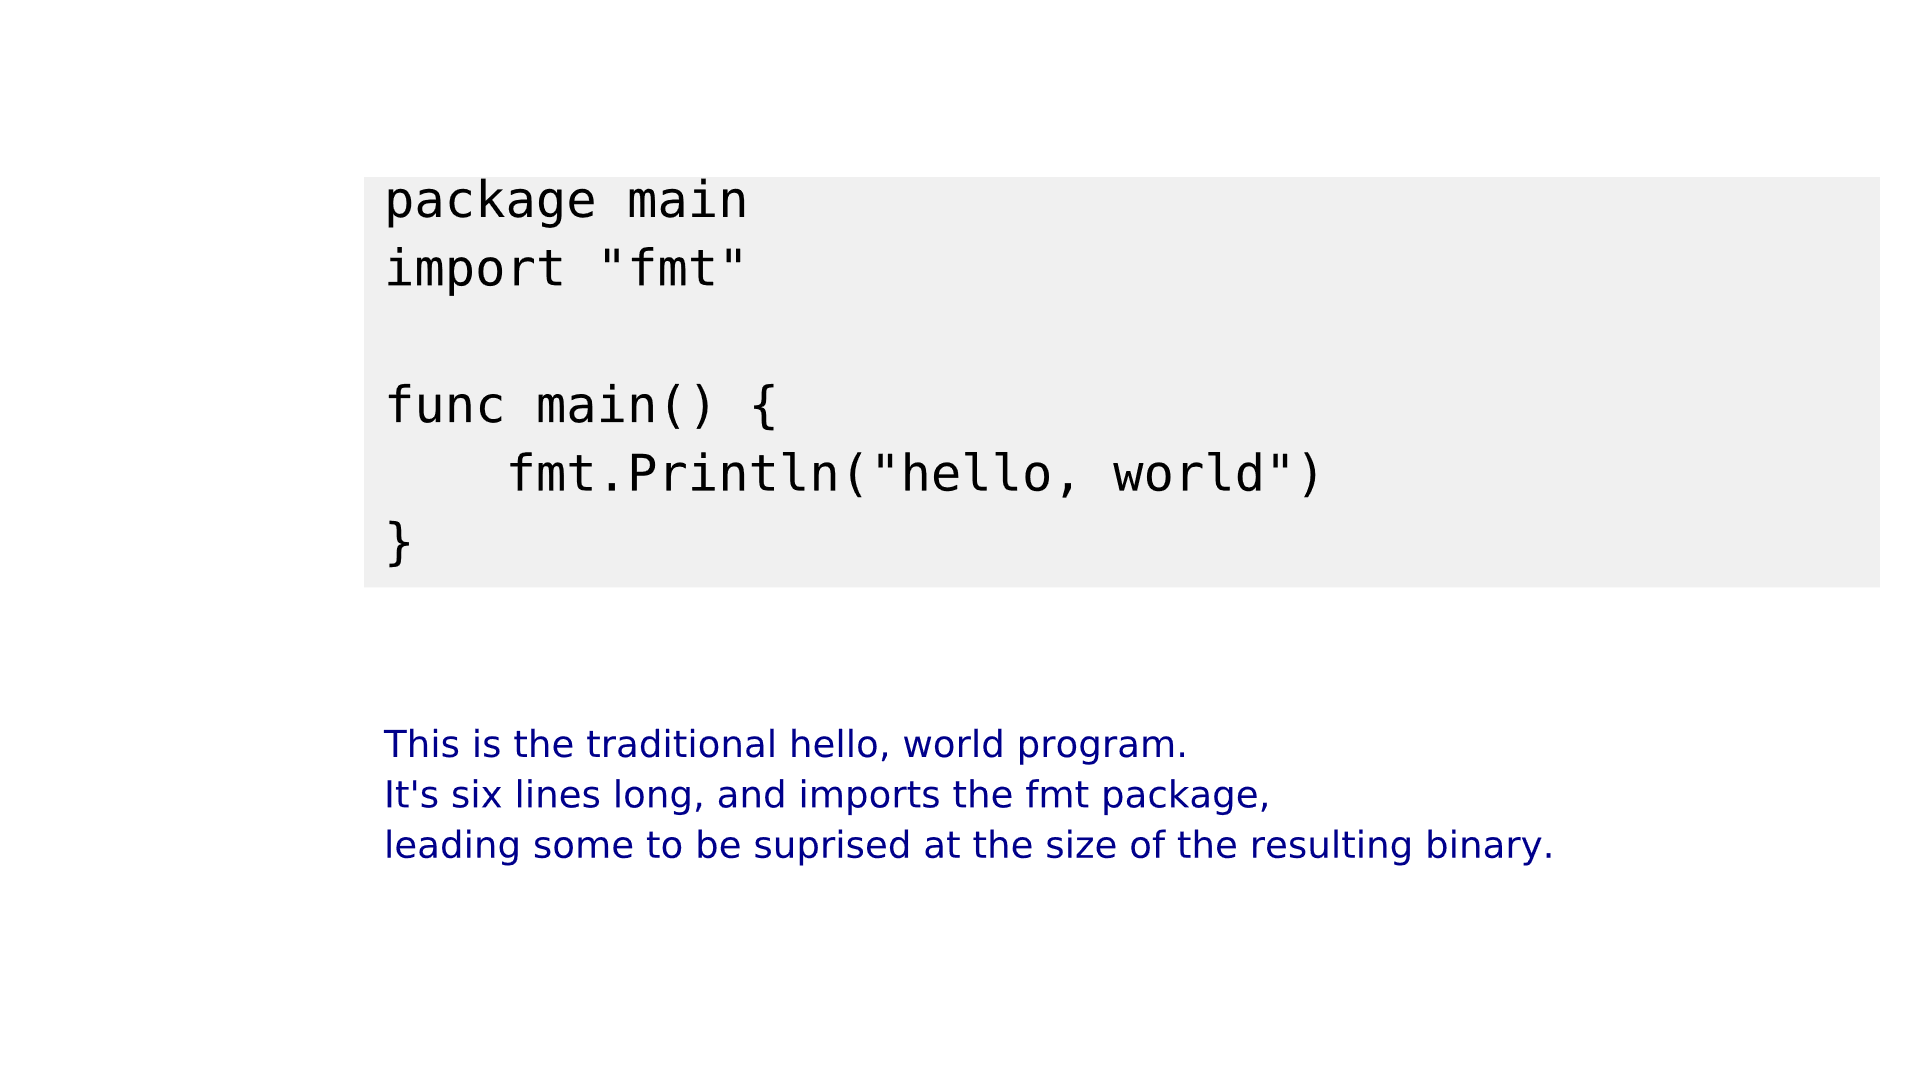 package main
import "fmt"

func main() {
    fmt.Println("hello, world")
}

This is the traditional hello, world program.
It's six lines long, and imports the fmt package,
leading some to be suprised at the size of the resulting binary.